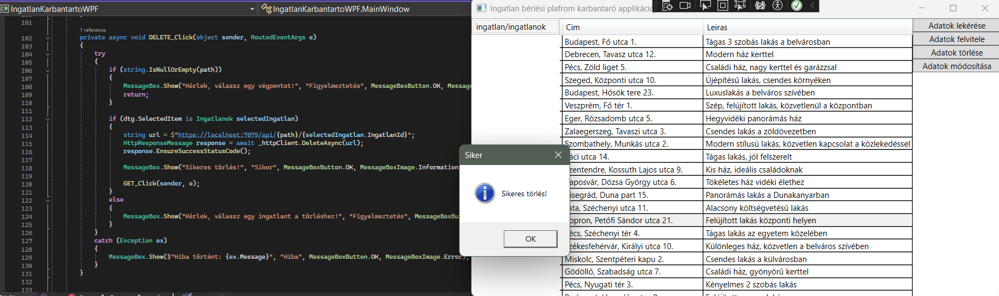 IngatlanKarbantartoWPF
IngatlanKarbantartoWPF.MainWindow
101
1 reference
102 private async void DELETE_Click(object sender, RoutedEventArgs e)
103 {
104 try
105 {
106 if (string.IsNullOrEmpty(path))
107 {
108 MessageBox.Show("Kérlek, válassz egy végpontot!", "Figyelmeztetés", MessageBoxButton.OK, Message
109 return;
110 }
111
112 if (dtg.SelectedItem is Ingatlanok selectedIngatlan)
113 {
114 string url = $"https://localhost:7079/api/{path}/{selectedIngatlan.IngatlanId}";
115 HttpResponseMessage response = await _httpClient.DeleteAsync(url);
116 response.EnsureSuccessStatusCode();
117
118 MessageBox.Show("Sikeres törlés!", "Siker", MessageBoxButton.OK, MessageBoxImage.Information
119
120 GET_Click(sender, e);
121 }
122 else
123 {
124 MessageBox.Show("Kérlek, válassz egy ingatlant a törléshez!", "Figyelmeztetés", MessageBoxBu
125 }
126 }
127 catch (Exception ex)
128 {
129 MessageBox.Show($"Hiba történt: {ex.Message}", "Hiba", MessageBoxButton.OK, MessageBoxImage.Error);
130 }
131 }
132
133
Ingatlan bérlési plafrom karbantaró applikáció
ingatlan/ingatlanok
Cim Leiras
Budapest, Fő utca 1. Tágas 3 szobás lakás a belvárosban
Debrecen, Tavasz utca 12. Modern ház kerttel
Pécs, Zöld liget 5. Családi ház, nagy kerttel és garázzsal
Szeged, Központi utca 10. Újépítésű lakás, csendes környéken
Budapest, Hősök tere 23. Luxuslakás a belváros szívében
Veszprém, Fő tér 1. Szép, felújított lakás, közvetlenül a központban
Eger, Rózsadomb utca 5. Hegyvidéki panorámás ház
Zalaegerszeg, Tavaszi utca 3. Csendes lakás a zöldövezetben
Szombathely, Munkás utca 2. Modern stílusú lakás, közvetlen kapcsolat a közlekedéssel
áci utca 14. Tágas lakás, jól felszerelt
zentendre, Kossuth Lajos utca 9. Kis ház, ideális családoknak
aposvár, Dózsa György utca 6. Tökéletes ház vidéki élethez
isegrád, Duna part 15. Panorámás lakás a Dunakanyarban
ata, Széchenyi utca 11. Alacsony költségvetésű lakás
opron, Petőfi Sándor utca 21. Felújított lakás központi helyen
écs, Széchenyi tér 4. Tágas lakás az egyetem közelében
zékesfehérvár, Királyi utca 10. Különleges ház, közvetlen a belváros szívében
Miskolc, Szentpéteri kapu 2. Csendes lakás a külvárosban
Gödöllő, Szabadság utca 7. Családi ház, gyönyörű kerttel
Pécs, Nyugati tér 3. Kényelmes 2 szobás lakás
Adatok lekérése
Adatok felvitele
Adatok törlése
Adatok módosítása
Siker
Sikeres törlés!
OK